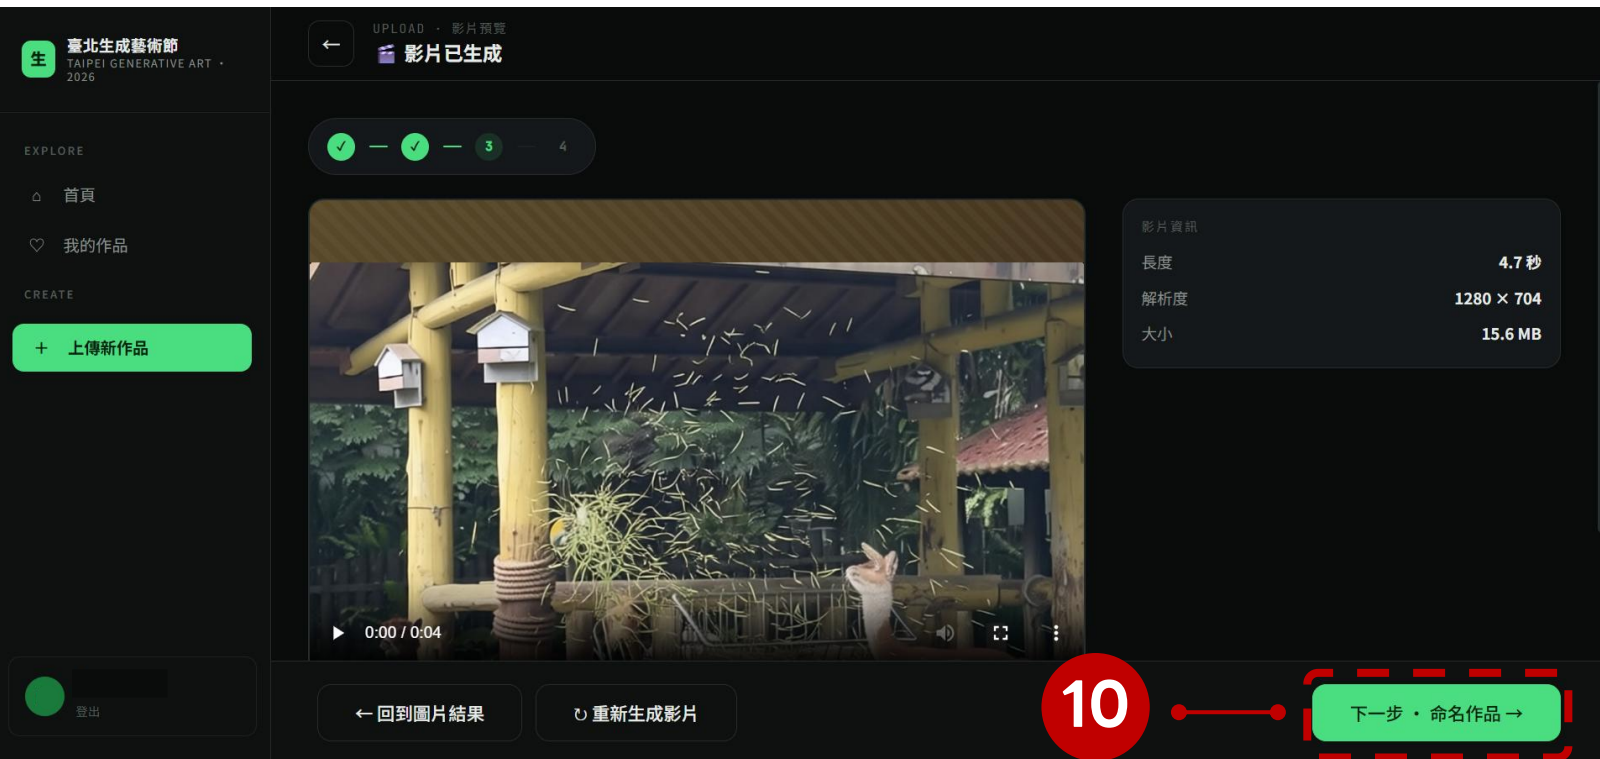 生
臺北生成藝術節
TAIPEI GENERATIVE ART ・
2026
EXPLORE
首頁
我的作品
CREATE
＋ 上傳新作品
登出
←
UPLOAD ・ 影片預覽
影片已生成
✓ — ✓ — 3 — 4
影片資訊
長度 4.7 秒
解析度 1280 × 704
大小 15.6 MB
0:00 / 0:04
← 回到圖片結果
↻ 重新生成影片
10
下一步 ・ 命名作品 →